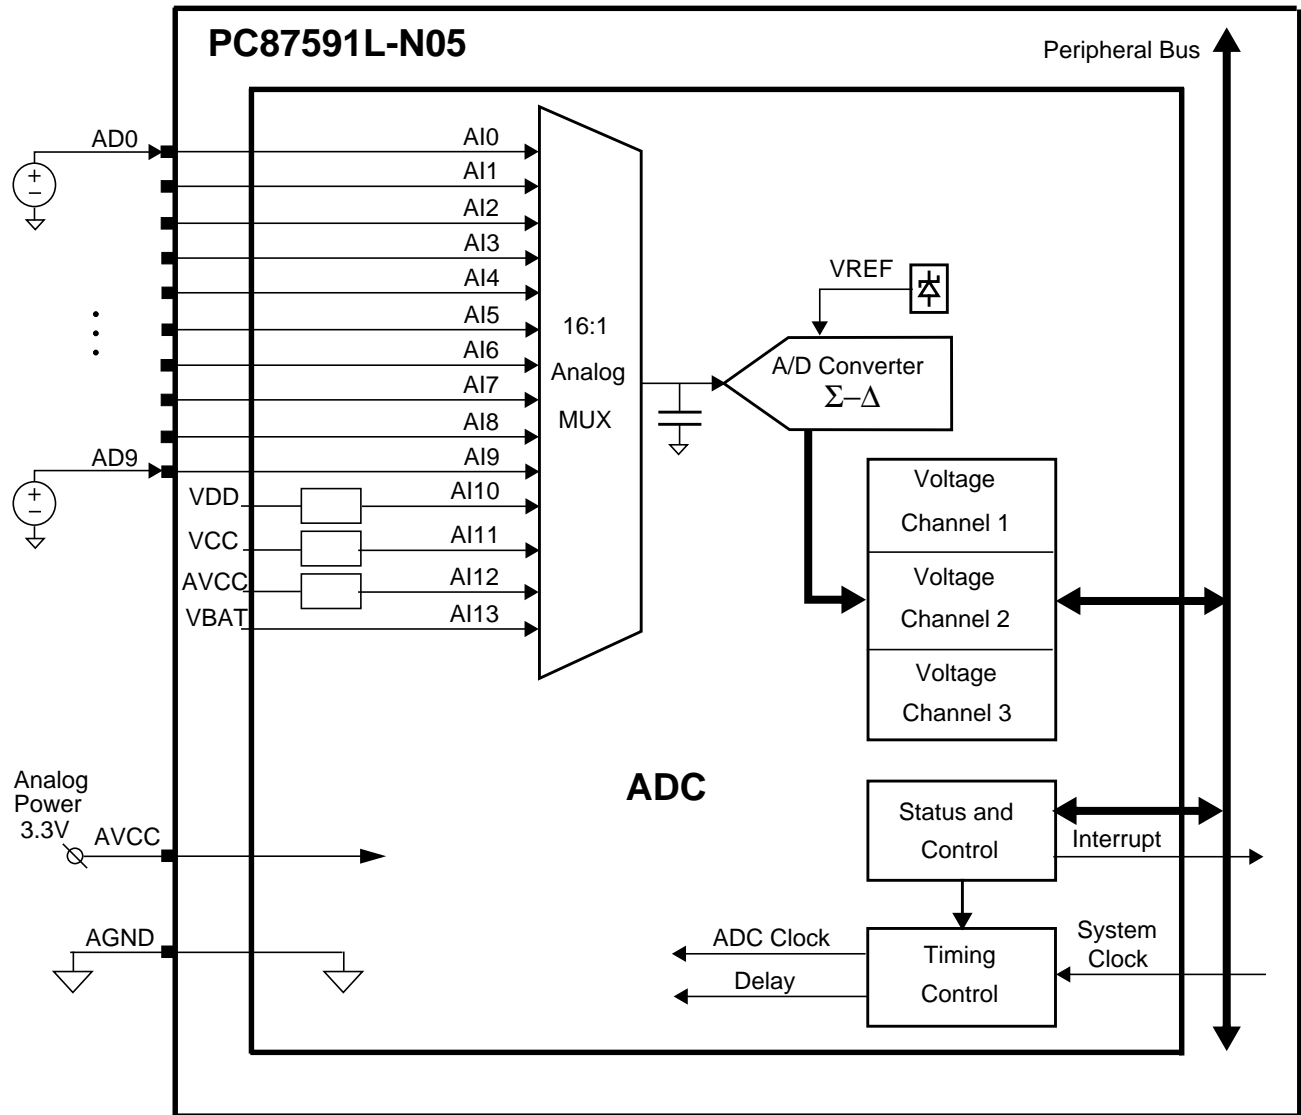 PC87591L-N05
Peripheral Bus
AD0
AI0
AI1
AI2
AI3
AI4
AI5
AI6
AI7
AI8
AD9
AI9
VDD
AI10
VCC
AI11
AVCC
AI12
VBAT
AI13
16:1
Analog
MUX
VREF
A/D Converter
Σ–Δ
Voltage
Channel 1
Voltage
Channel 2
Voltage
Channel 3
ADC
Analog
Power
3.3V
AVCC
Status and
Control
Interrupt
AGND
ADC Clock
Delay
Timing
Control
System
Clock